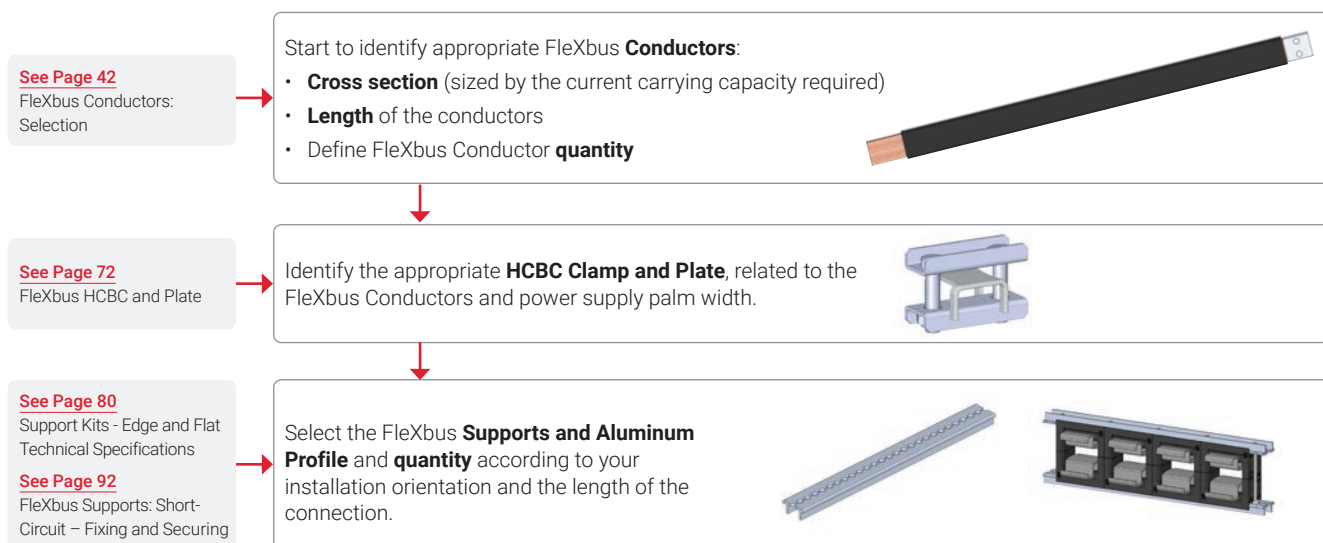 See Page 42
FleXbus Conductors:
Selection
Start to identify appropriate FleXbus Conductors:
• Cross section (sized by the current carrying capacity required)
• Length of the conductors
• Define FleXbus Conductor quantity
See Page 72
FleXbus HCBC and Plate
Identify the appropriate HCBC Clamp and Plate, related to the
FleXbus Conductors and power supply palm width.
See Page 80
Support Kits - Edge and Flat
Technical Specifications
See Page 92
FleXbus Supports: Short-
Circuit – Fixing and Securing
Select the FleXbus Supports and Aluminum
Profile and quantity according to your
installation orientation and the length of the
connection.